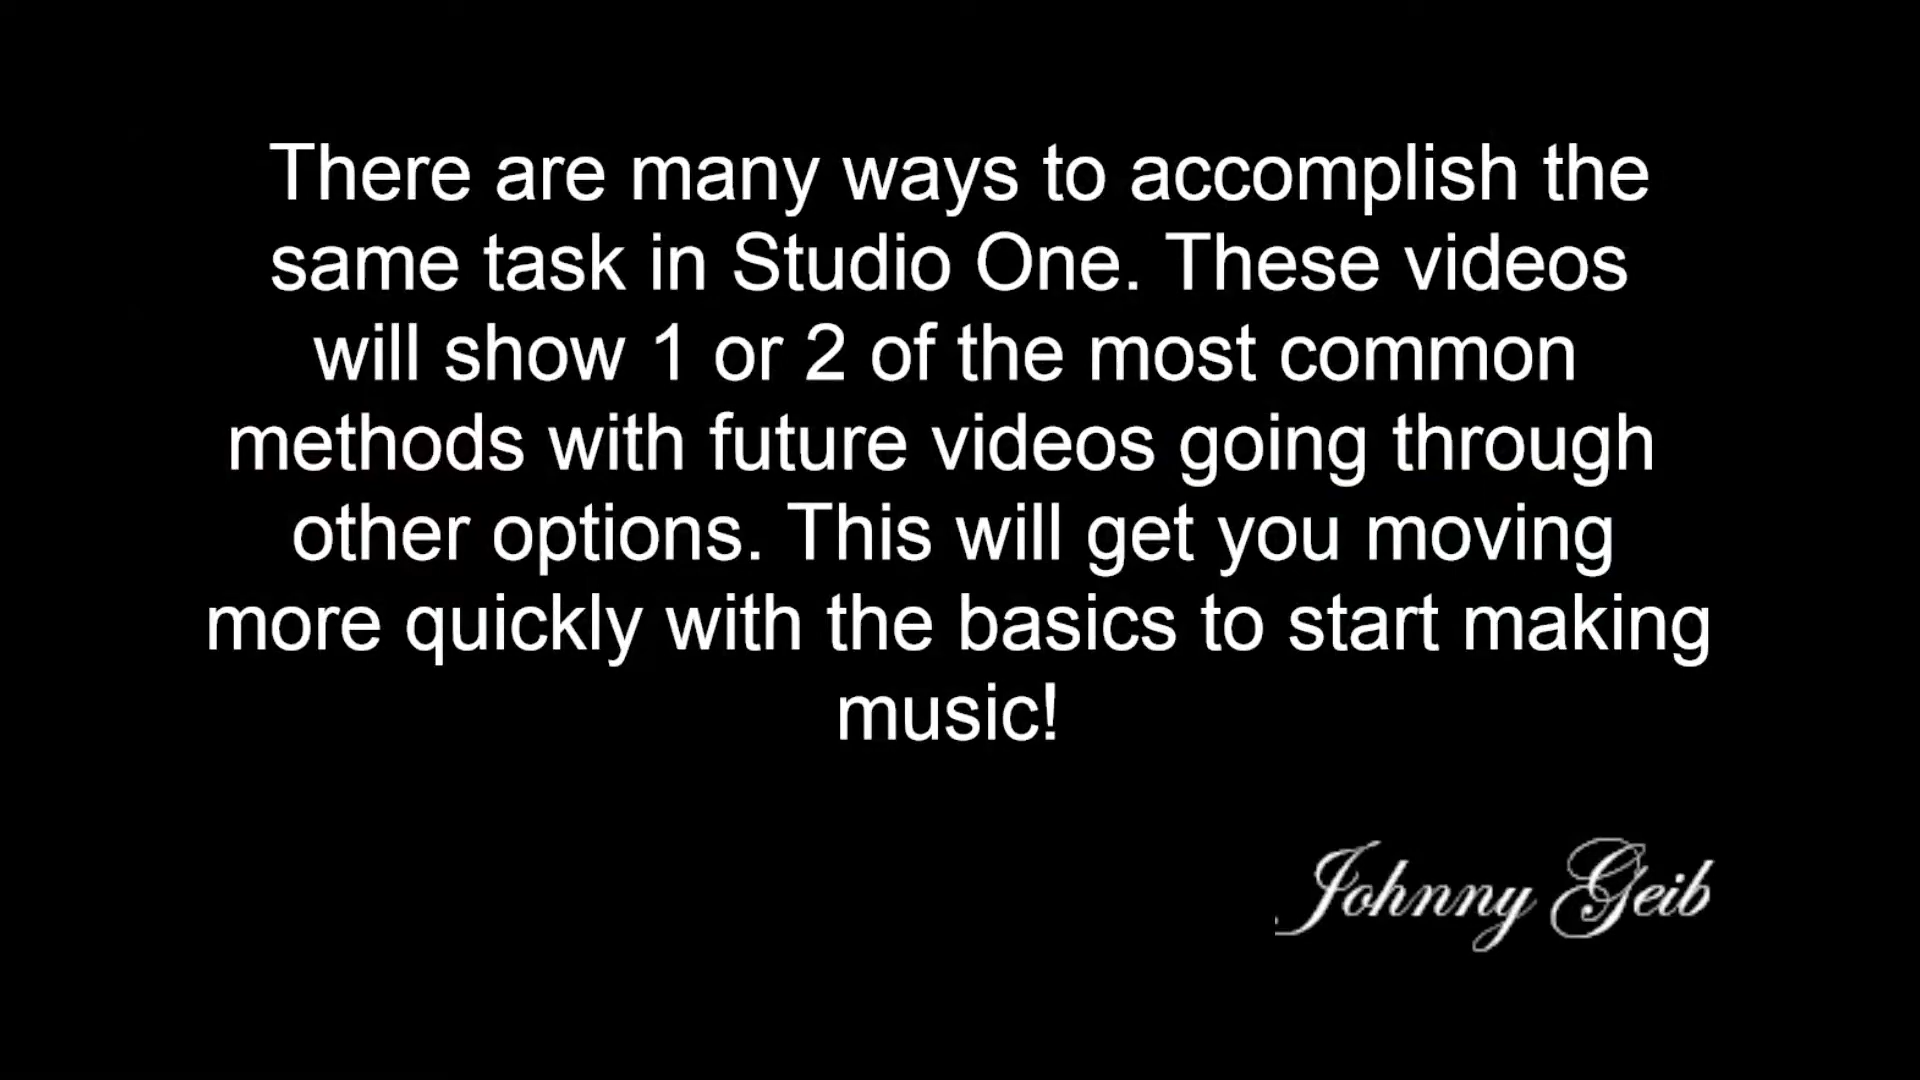 There are many ways to accomplish the
same task in Studio One. These videos
will show 1 or 2 of the most common
methods with future videos going through
other options. This will get you moving
more quickly with the basics to start making
music!
Johnny Geib